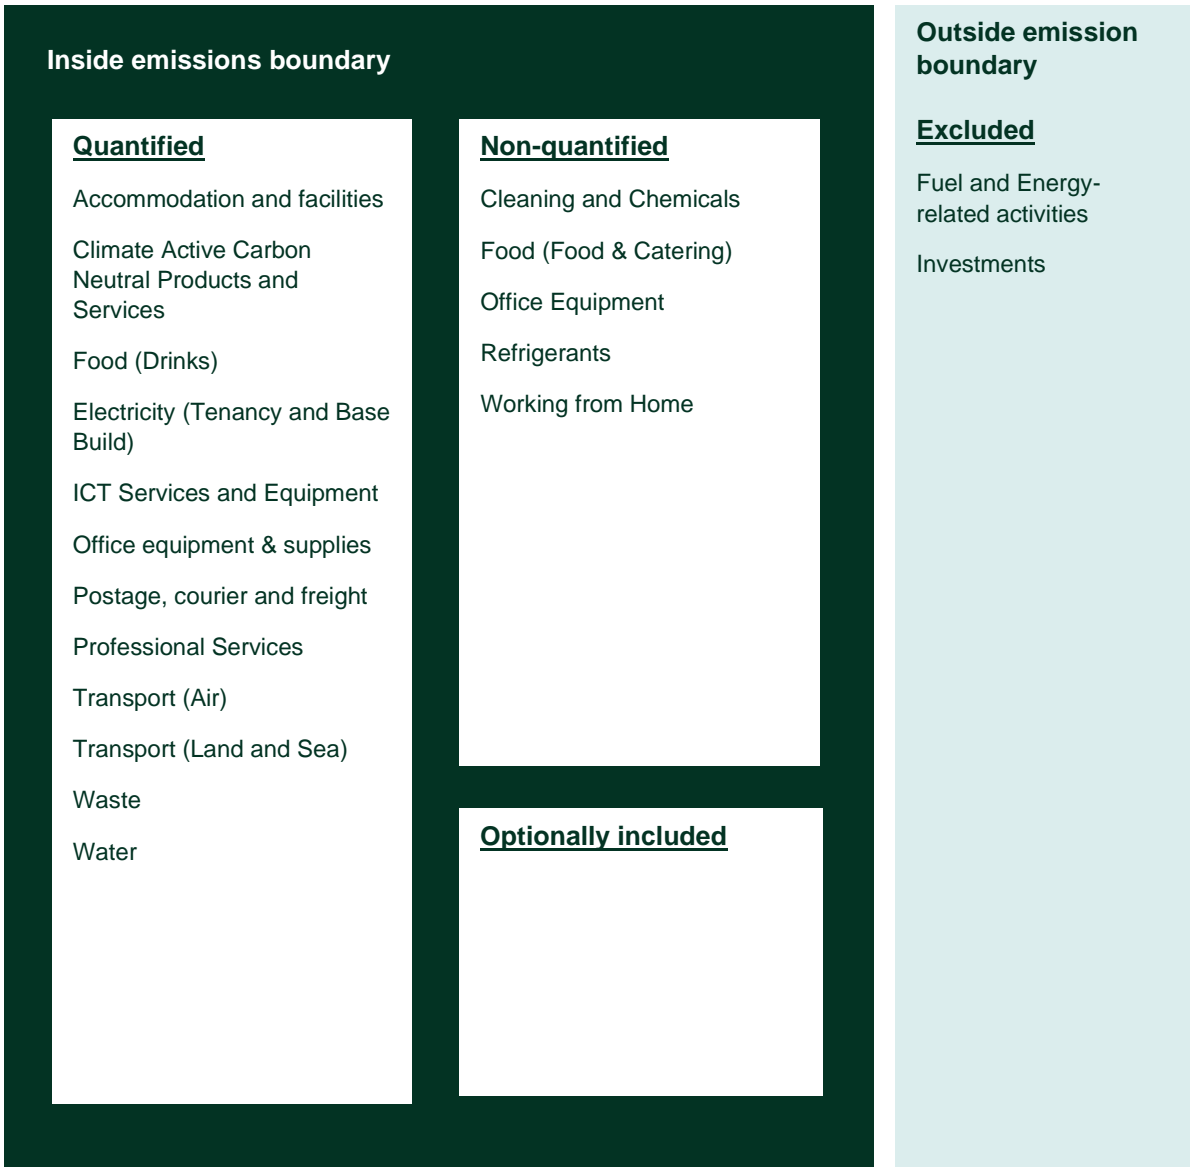 Inside emissions boundary
Quantified
Accommodation and facilities
Climate Active Carbon
Neutral Products and
Services
Food (Drinks)
Electricity (Tenancy and Base
Build)
ICT Services and Equipment
Office equipment & supplies
Postage, courier and freight
Professional Services
Transport (Air)
Transport (Land and Sea)
Waste
Water
Non-quantified
Cleaning and Chemicals
Food (Food & Catering)
Office Equipment
Refrigerants
Working from Home
Optionally included
Outside emission
boundary
Excluded
Fuel and Energy-
related activities
Investments